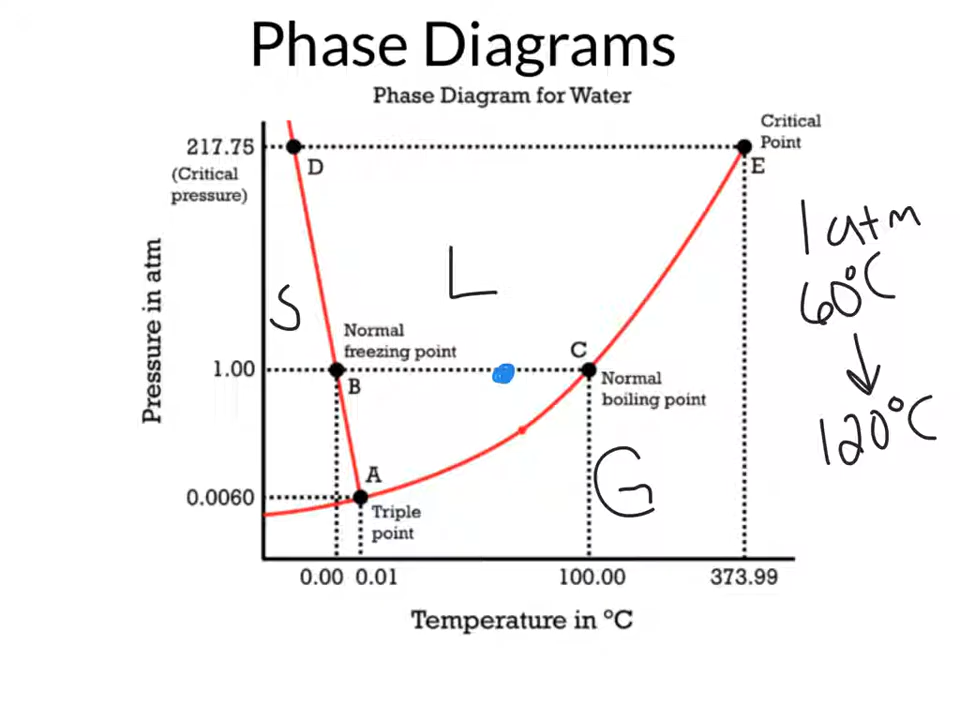 Phase Diagrams
Phase Diagram for Water
Critical
Point
217.75
(Critical
pressure)
D
E
1 atm
60°C
120°C
L
S
Pressure in atm
Normal
freezing point
1.00
B
C
Normal
boiling point
G
A
0.0060
Triple
point
0.00 0.01 100.00 373.99
Temperature in °C